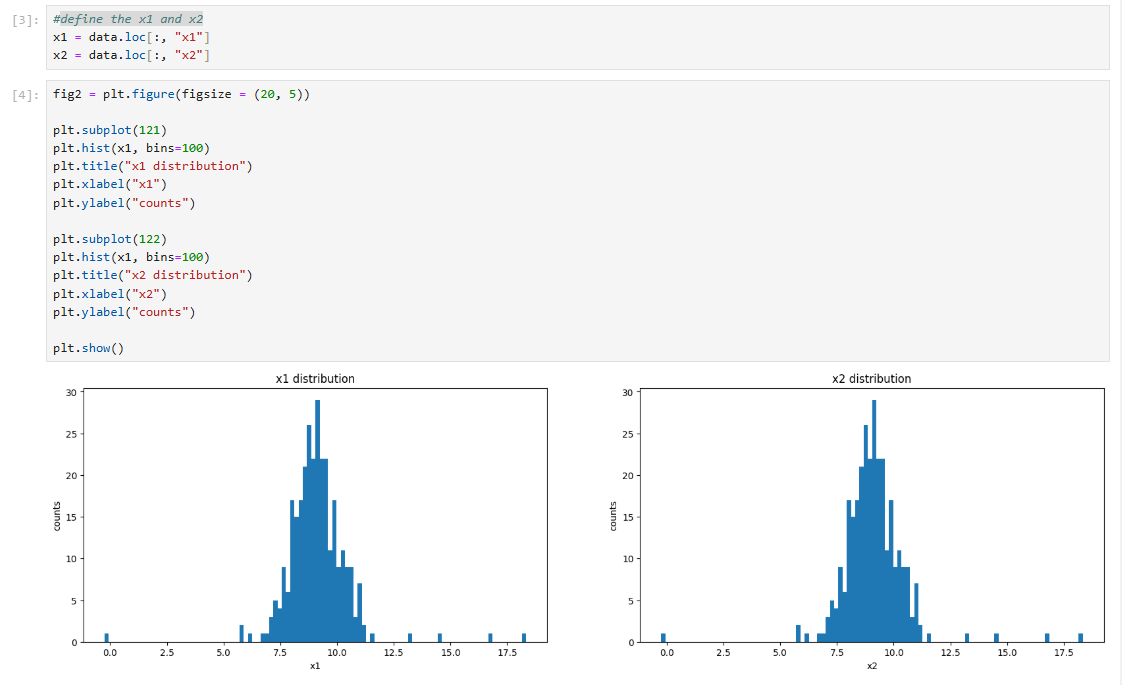 [3]: #define the x1 and x2
x1 = data.loc[:, "x1"]
x2 = data.loc[:, "x2"]
[4]: fig2 = plt.figure(figsize = (20, 5))
plt.subplot(121)
plt.hist(x1, bins=100)
plt.title("x1 distribution")
plt.xlabel("x1")
plt.ylabel("counts")
plt.subplot(122)
plt.hist(x1, bins=100)
plt.title("x2 distribution")
plt.xlabel("x2")
plt.ylabel("counts")
plt.show()
x1 distribution
30
25
20
15
10
5
0
counts
0.0 2.5 5.0 7.5 10.0 12.5 15.0 17.5
x1
x2 distribution
30
25
20
15
10
5
0
counts
0.0 2.5 5.0 7.5 10.0 12.5 15.0 17.5
x2